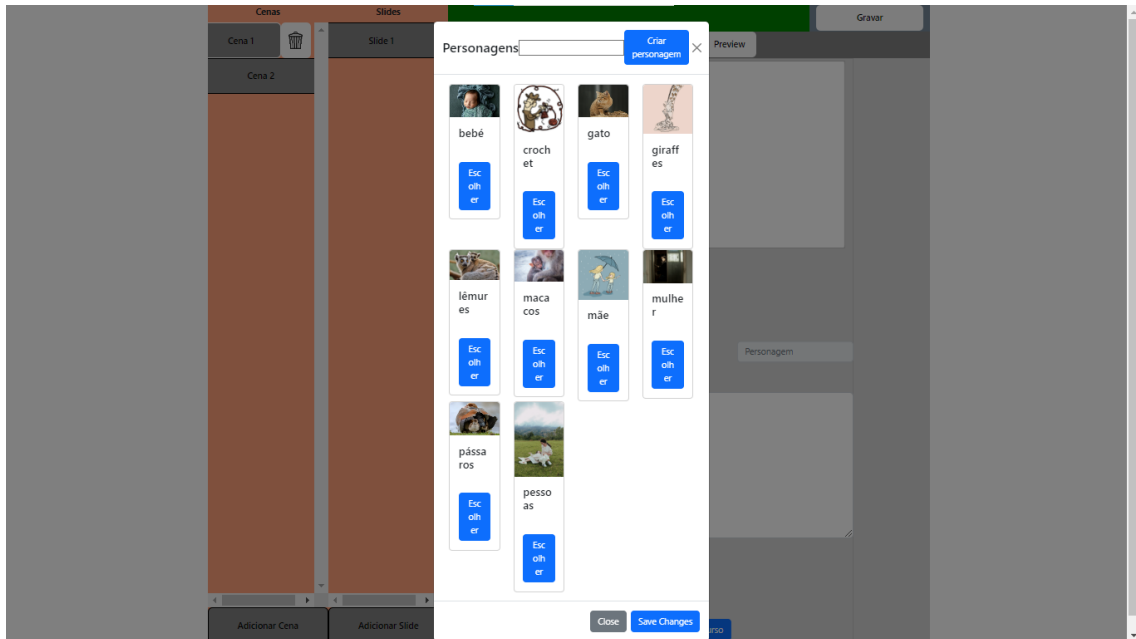 Cenas
Slides
Gravar
Cena 1
Slide 1
Personagens
Criar
personagem
Preview
Cena 2
bebé
croch
et
gato
giraff
es
Esc
olh
er
Esc
olh
er
Esc
olh
er
Esc
olh
er
lêmur
es
maca
cos
mãe
mulhe
r
Esc
olh
er
Esc
olh
er
Esc
olh
er
Esc
olh
er
Personagem
pássa
ros
pesso
as
Esc
olh
er
Esc
olh
er
Close
Save Changes
Adicionar Cena
Adicionar Slide
urso